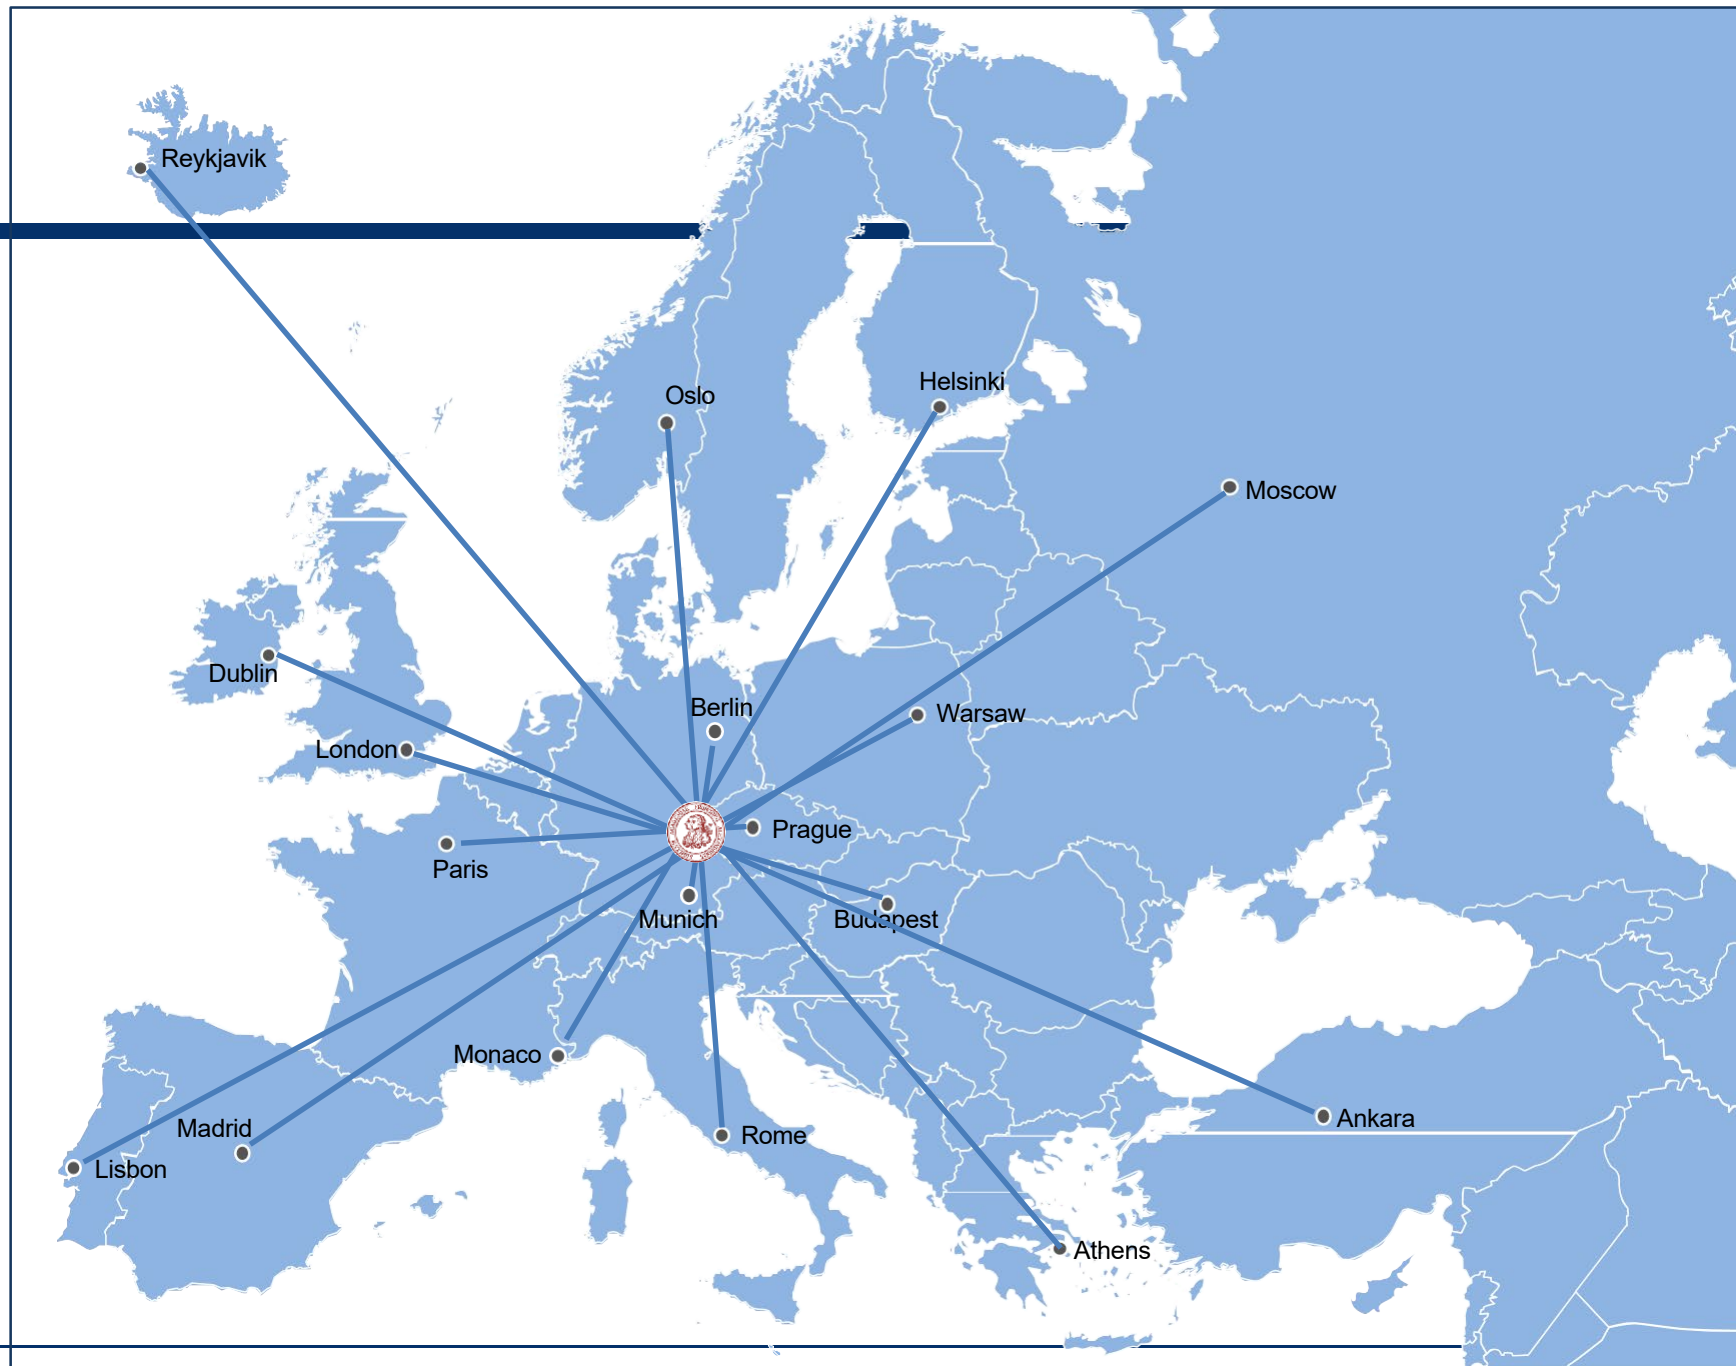 Reykjavik
Helsinki
Oslo
Moscow
Dublin
Berlin
Warsaw
London
Prague
Paris
Munich
Budapest
Monaco
Ankara
Madrid
Rome
Lisbon
Athens